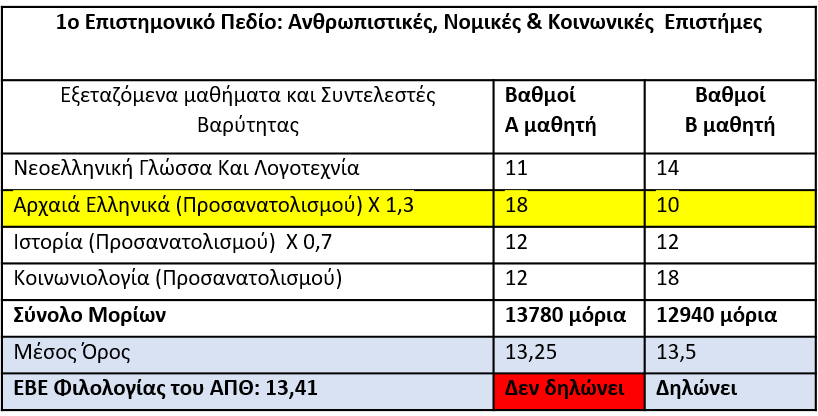 1ο Επιστημονικό Πεδίο: Ανθρωπιστικές, Νομικές & Κοινωνικές Επιστήμες
Εξεταζόμενα μαθήματα και Συντελεστές Βαρύτητας
Βαθμοί Α μαθητή
Βαθμοί Β μαθητή
Νεοελληνική Γλώσσα Και Λογοτεχνία 11 14
Αρχαιά Ελληνικά (Προσανατολισμού) Χ 1,3 18 10
Ιστορία (Προσανατολισμού) Χ 0,7 12 12
Κοινωνιολογία (Προσανατολισμού) 12 18
Σύνολο Μορίων 13780 μόρια 12940 μόρια
Μέσος Όρος 13,25 13,5
ΕΒΕ Φιλολογίας του ΑΠΘ: 13,41 Δεν δηλώνει Δηλώνει